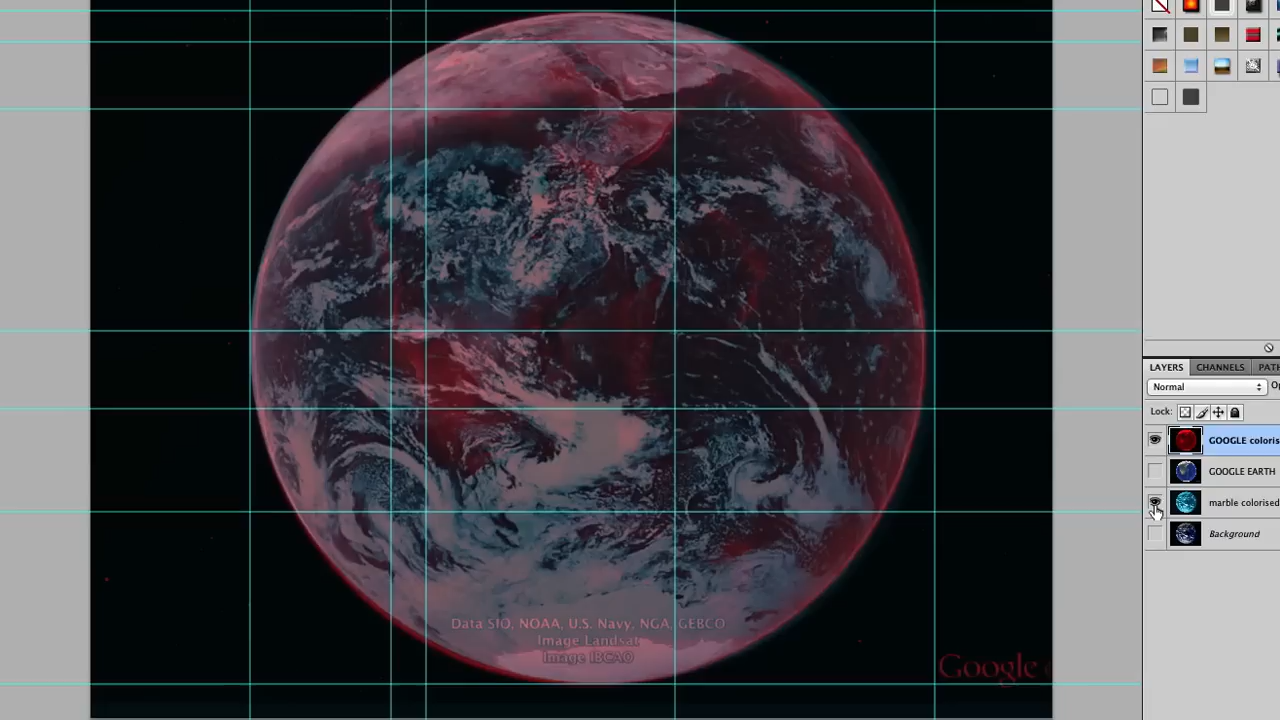 LAYERS CHANNELS PATH
Normal
Lock:
GOOGLE coloris
GOOGLE EARTH
marble colorised
Background
Data SIO, NOAA, U.S. Navy, NGA, GEBCO
Image Landsat
Image IBCAO
Google